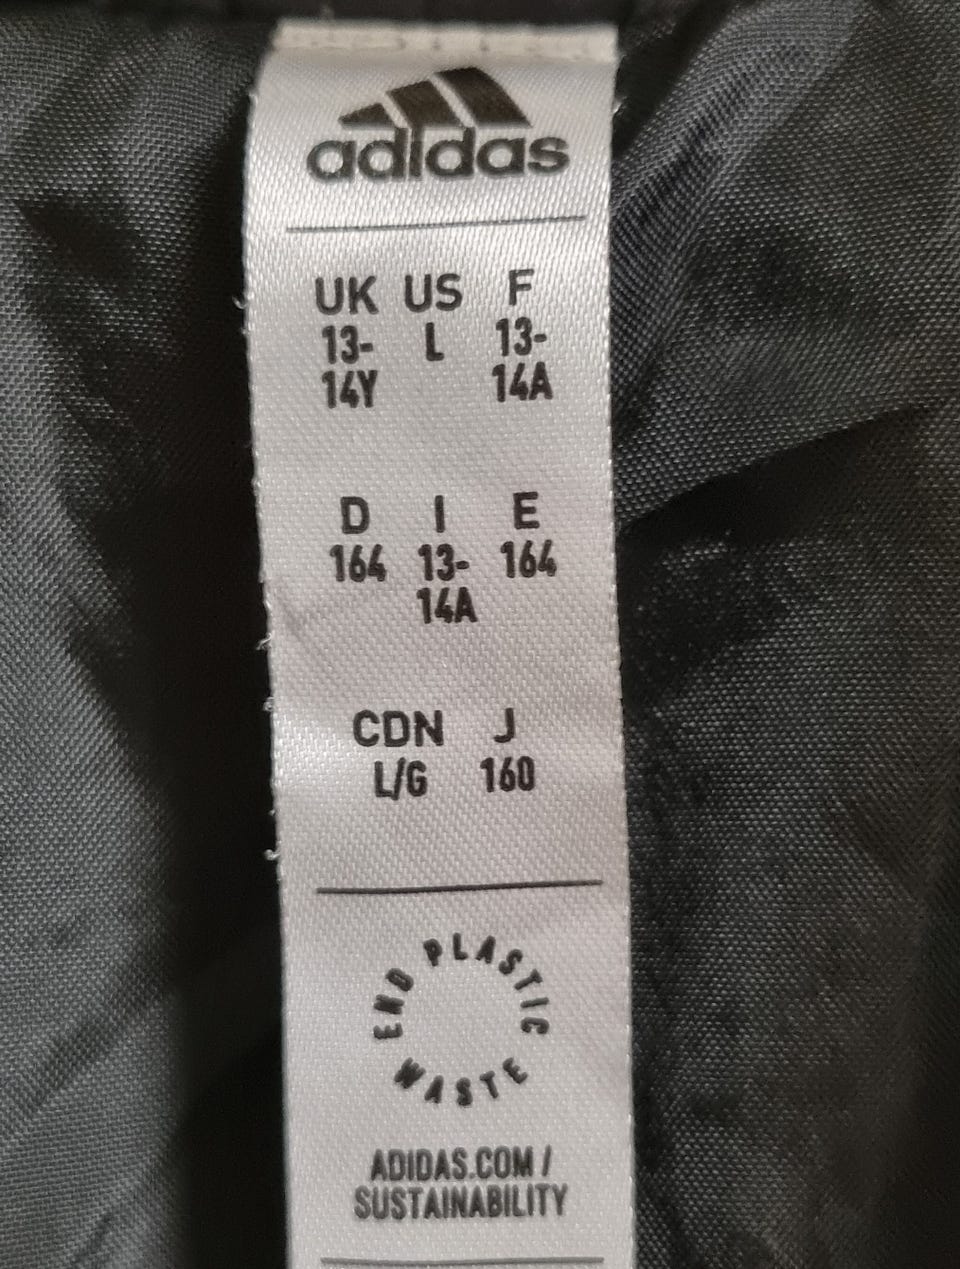 adidas
UK US F
13- L 13-
14Y 14A
D I E
164 13- 164
14A
CDN J
L/G 160
END PLASTIC WASTE
ADIDAS.COM /
SUSTAINABILITY